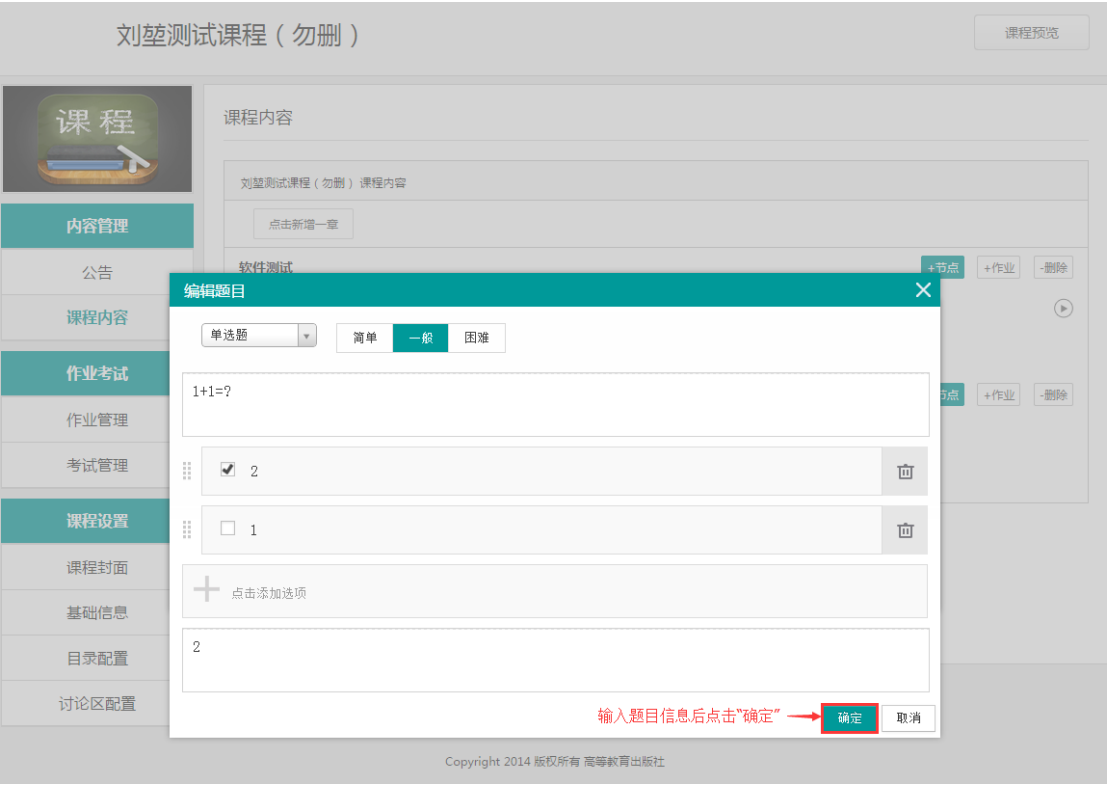 刘堃测试课程（勿删）
课程预览
课程
内容管理
公告
课程内容
作业考试
作业管理
考试管理
课程设置
课程封面
基础信息
目录配置
讨论区配置
课程内容
刘堃测试课程（勿删）课程内容
点击新增一章
软件测试
+节点 +作业 -删除
节点 +作业 -删除
编辑题目
单选题 简单 一般 困难
1+1=?
2
1
点击添加选项
2
输入题目信息后点击“确定” 确定 取消
Copyright 2014 版权所有 高等教育出版社